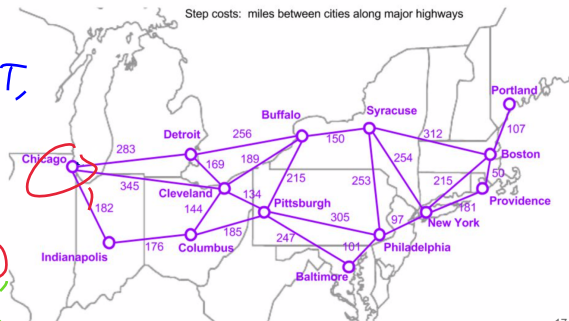 Step costs: miles between cities along major highways
T,
Portland
Buffalo
Syracuse
107
Detroit
256
150
312
Boston
283
Chicago
169
189
254
215
50
345
Cleveland
134
215
253
Providence
182
144
Pittsburgh
305
97
181
New York
185
247
176
Columbus
101
Philadelphia
Indianapolis
Baltimore